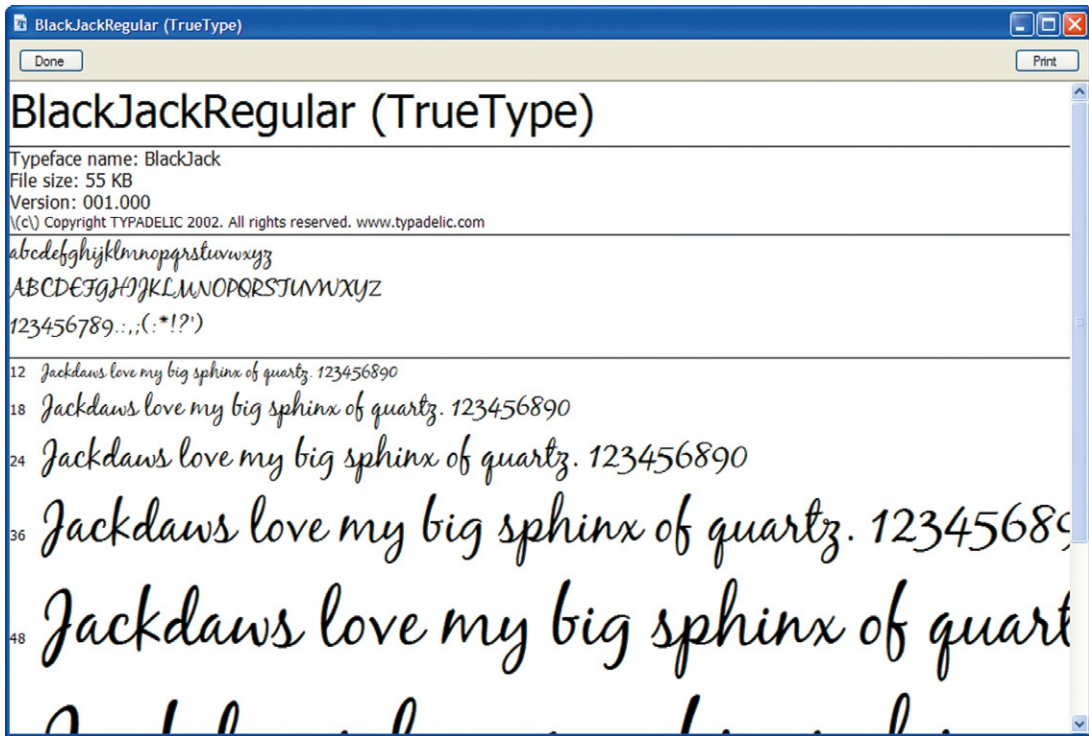 BlackJackRegular (TrueType)
Done Print
BlackJackRegular (TrueType)
Typeface name: BlackJack
File size: 55 KB
Version: 001.000
\(c\) Copyright TYPADELIC 2002. All rights reserved. www.typadelic.com
abcdefghijklmnopqrstuvwxyz
ABCDEFGHIJKLMNOPQRSTUVWXYZ
123456789.:,;(:*!?')
12 Jackdaws love my big sphinx of quartz. 123456890
18 Jackdaws love my big sphinx of quartz. 123456890
24 Jackdaws love my big sphinx of quartz. 123456890
36 Jackdaws love my big sphinx of quartz. 12345689
48 Jackdaws love my big sphinx of quart